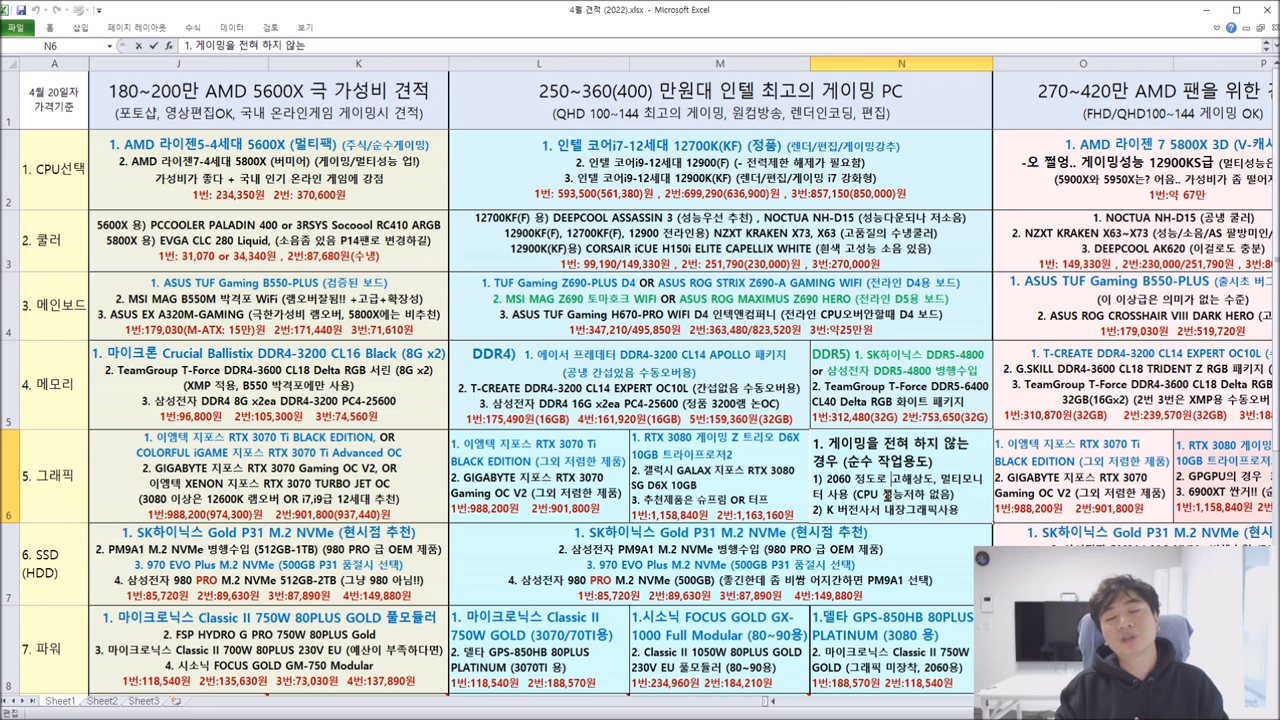 4월 견적 (2022).xlsx - Microsoft Excel
파일 홈 삽입 페이지 레이아웃 수식 데이터 검토 보기
N6 fx 1. 게이밍을 전혀 하지 않는
A J K L M N O P
1
4월 20일자
가격기준
180~200만 AMD 5600X 극 가성비 견적
(포토샵, 영상편집OK, 국내 온라인게임 게이밍시 견적)
250~360(400) 만원대 인텔 최고의 게이밍 PC
(QHD 100~144 최고의 게이밍, 원컴방송, 렌더인코딩, 편집)
270~420만 AMD 팬을 위한
(FHD/QHD100~144 게이밍 OK)
2
1. CPU선택
1. AMD 라이젠5-4세대 5600X (멀티팩) (주식/순수게이밍)
2. AMD 라이젠7-4세대 5800X (버미어) (게이밍/멀티성능 업!)
가성비가 좋다 + 국내 인기 온라인 게임에 강점
1번: 234,350원 2번: 370,600원
1. 인텔 코어i7-12세대 12700K(KF) (정품) (렌더/편집/게이밍강추)
2. 인텔 코어i9-12세대 12900(F) (- 전력제한 해제가 필요함)
3. 인텔 코어i9-12세대 12900K(KF) (렌더/편집/게이밍 i7 강화형)
1번: 593,500(561,380)원 , 2번:699,290(636,900)원 , 3번:857,150(850,000)원
1. AMD 라이젠 7 5800X 3D (V-캐시
-오 쩔엉.. 게이밍성능 12900KS급 (멀티성능은
(5900X와 5950X는? 어음.. 가성비가 좀 떨어지
1번:약 67만
3
2. 쿨러
5600X 용) PCCOOLER PALADIN 400 or 3RSYS Socoool RC410 ARGB
5800X 용) EVGA CLC 280 Liquid, (소음좀 있음 P14팬로 변경하길)
1번: 31,070 or 34,340원 , 2번:87,680원(수냉)
12700KF(F) 용) DEEPCOOL ASSASSIN 3 (성능우선 추천) , NOCTUA NH-D15 (성능다운되나 저소음)
12900KF(F), 12700KF(F), 12900 전라인용) NZXT KRAKEN X73, X63 (고품질의 수냉쿨러)
12900K(KF)용) CORSAIR iCUE H150i ELITE CAPELLIX WHITE (흰색 고성능 소음 있음)
1번: 99,190/149,330원 , 2번: 251,790(230,000)원 , 3번:270,000원
1. NOCTUA NH-D15 (공냉 쿨러)
2. NZXT KRAKEN X63~X73 (성능/소음/AS 팔방미인/
3. DEEPCOOL AK620 (이걸로도 충분)
1번: 149,330원 , 2번:230,000/251,790원 , 3번:8
4
3. 메인보드
1. ASUS TUF Gaming B550-PLUS (검증된 보드)
2. MSI MAG B550M 박격포 WiFi (램오버잘됨!! +고급+확장성)
3. ASUS EX A320M-GAMING (극한가성비 램오버, 5800X에는 비추천)
1번:179,030(M-ATX: 15만)원 2번:171,440원 3번:71,610원
1. TUF Gaming Z690-PLUS D4 OR ASUS ROG STRIX Z690-A GAMING WIFI (전라인 D4용 보드)
2. MSI MAG Z690 토마호크 WIFI OR ASUS ROG MAXIMUS Z690 HERO (전라인 D5용 보드)
3. ASUS TUF Gaming H670-PRO WIFI D4 인텍앤컴퍼니 (전라인 CPU오버안할때 D4 보드)
1번:347,210/495,850원 2번:363,480/823,520원 3번:약25만원
1. ASUS TUF Gaming B550-PLUS (출시초 버그
(이 이상급은 의미가 없는 수준)
2. ASUS ROG CROSSHAIR VIII DARK HERO (고
1번:179,030원 2번:519,720원
5
4. 메모리
1. 마이크론 Crucial Ballistix DDR4-3200 CL16 Black (8G x2)
2. TeamGroup T-Force DDR4-3600 CL18 Delta RGB 서린 (8G x2)
(XMP 적용, B550 박격포에만 사용)
3. 삼성전자 DDR4 8G x2ea DDR4-3200 PC4-25600
1번:96,800원 2번:105,300원 3번:74,560원
DDR4) 1. 에이서 프레데터 DDR4-3200 CL14 APOLLO 패키지
(공냉 간섭있음 수동오버용)
2. T-CREATE DDR4-3200 CL14 EXPERT OC10L (간섭없음 수동오버용)
3. 삼성전자 DDR4 16G x2ea PC4-25600 (정품 3200램 논OC)
1번:175,490원(16GB) 4번:161,920원(16GB) 5번:159,360원(32GB)
DDR5) 1. SK하이닉스 DDR5-4800
or 삼성전자 DDR5-4800 병행수입
2. TeamGroup T-Force DDR5-6400
CL40 Delta RGB 화이트 패키지
1번:312,480(32G) 2번:753,650(32G)
1. T-CREATE DDR4-3200 CL14 EXPERT OC10L (
2. G.SKILL DDR4-3600 CL18 TRIDENT Z RGB 패키지 (
3. TeamGroup T-Force DDR4-3600 CL18 Delta RGB
32GB(16Gx2) (2번 3번은 XMP용 수동오버
1번:310,870원(32GB) 2번:239,570원(32GB) 3번:18
6
5. 그래픽
1. 이엠텍 지포스 RTX 3070 Ti BLACK EDITION, OR
COLORFUL iGAME 지포스 RTX 3070 Ti Advanced OC
2. GIGABYTE 지포스 RTX 3070 Gaming OC V2, OR
이엠텍 XENON 지포스 RTX 3070 TURBO JET OC
(3080 이상은 12600K 램오버 OR i7,i9급 12세대 추천)
1번:988,200(974,300)원 2번:901,800(937,440)원
1. 이엠텍 지포스 RTX 3070 Ti
BLACK EDITION (그외 저렴한 제품)
2. GIGABYTE 지포스 RTX 3070
Gaming OC V2 (그외 저렴한 제품)
1번:988,200원 2번:901,800원
1. RTX 3080 게이밍 Z 트리오 D6X
10GB 트라이프로져2
2. 갤럭시 GALAX 지포스 RTX 3080
SG D6X 10GB
3. 추천제품은 슈프림 OR 터프
1번:1,158,840원 2번:1,163,160원
1. 게이밍을 전혀 하지 않는
경우 (순수 작업용도)
1) 2060 정도로 고해상도, 멀티모니
터 사용 (CPU 풀능저하 없음)
2) K 버전사서 내장그래픽사용
1. 이엠텍 지포스 RTX 3070 Ti
BLACK EDITION (그외 저렴한 제품)
2. GIGABYTE 지포스 RTX 3070
Gaming OC V2 (그외 저렴한 제품)
1번:988,200원 2번:901,800원
1. RTX 3080 게이밍
10GB 트라이프로져
2. GPGPU의 경우 3
3. 6900XT 싼거!! (
1번:1,158,840원 2
7
6. SSD
(HDD)
1. SK하이닉스 Gold P31 M.2 NVMe (현시점 추천)
2. PM9A1 M.2 NVMe 병행수입 (512GB-1TB) (980 PRO 급 OEM 제품)
3. 970 EVO Plus M.2 NVMe (500GB P31 품절시 선택)
4. 삼성전자 980 PRO M.2 NVMe 512GB-2TB (그냥 980 아님!!)
1번:85,720원 2번:89,630원 3번:87,890원 4번:149,880원
1. SK하이닉스 Gold P31 M.2 NVMe (현시점 추천)
2. 삼성전자 PM9A1 M.2 NVMe 병행수입 (980 PRO 급 OEM 제품)
3. 970 EVO Plus M.2 NVMe (500GB P31 품절시 선택)
4. 삼성전자 980 PRO M.2 NVMe (500GB) (좋긴한데 좀 비쌈 어지간하면 PM9A1 선택)
1번:85,720원 2번:89,630원 3번:87,890원 4번:149,880원
1. SK하이닉스 Gold P31 M.2 NVMe (현시점
8
7. 파워
1. 마이크로닉스 Classic II 750W 80PLUS GOLD 풀모듈러
2. FSP HYDRO G PRO 750W 80PLUS Gold
3. 마이크로닉스 Classic II 700W 80PLUS 230V EU (예산이 부족하다면)
4. 시소닉 FOCUS GOLD GM-750 Modular
1번:118,540원 2번:135,630원 3번:73,030원 4번:137,890원
1. 마이크로닉스 Classic II
750W GOLD (3070/70TI용)
2. 델타 GPS-850HB 80PLUS
PLATINUM (3070TI 용)
1번:118,540원 2번:188,570원
1.시소닉 FOCUS GOLD GX-
1000 Full Modular (80~90용)
2. Classic II 1050W 80PLUS GOLD
230V EU 풀모듈러 (80~90용)
1번:234,960원 2번:184,210원
1.델타 GPS-850HB 80PLUS
PLATINUM (3080 용)
2. 마이크로닉스 Classic II 750W
GOLD (그래픽 미장착, 2060용)
1번:188,570원 2번:118,540원
Sheet1 Sheet2 Sheet3
편집